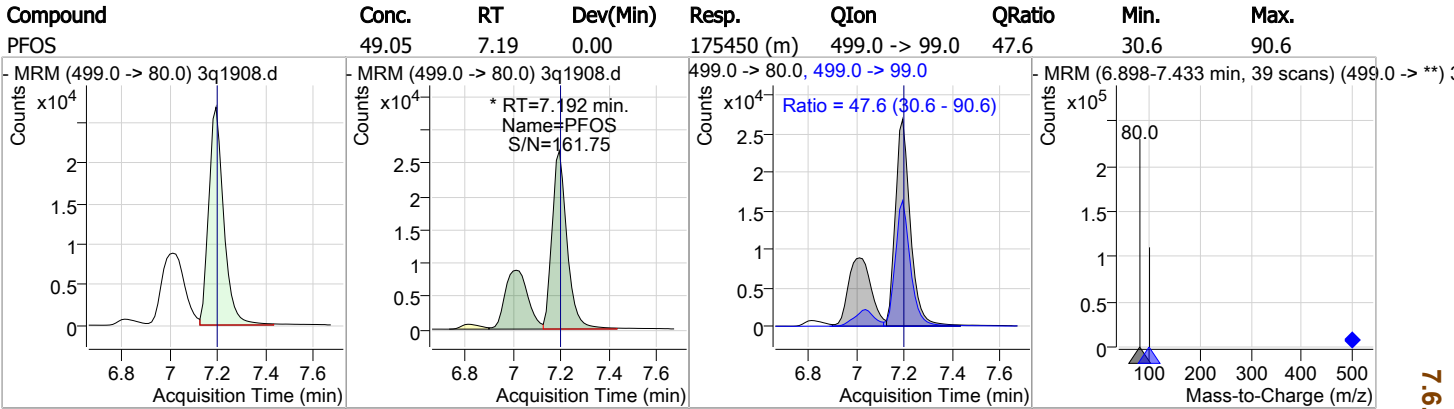 Compound Conc. RT Dev(Min) Resp. QIon QRatio Min. Max.
PFOS 49.05 7.19 0.00 175450 (m) 499.0 -> 99.0 47.6 30.6 90.6
- MRM (499.0 -> 80.0) 3q1908.d
Counts
x10^4
2
1.5
1
0.5
0
6.8 7 7.2 7.4 7.6
Acquisition Time (min)
- MRM (499.0 -> 80.0) 3q1908.d
Counts
x10^4
* RT=7.192 min.
Name=PFOS
S/N=161.75
2.5
2
1.5
1
0.5
0
6.8 7 7.2 7.4 7.6
Acquisition Time (min)
499.0 -> 80.0, 499.0 -> 99.0
Counts
x10^4
Ratio = 47.6 (30.6 - 90.6)
2.5
2
1.5
1
0.5
0
6.8 7 7.2 7.4 7.6
Acquisition Time (min)
- MRM (6.898-7.433 min, 39 scans) (499.0 -> **)
Counts
x10^5
80.0
2
1.5
1
0.5
0
100 200 300 400 500
Mass-to-Charge (m/z)
7.6.